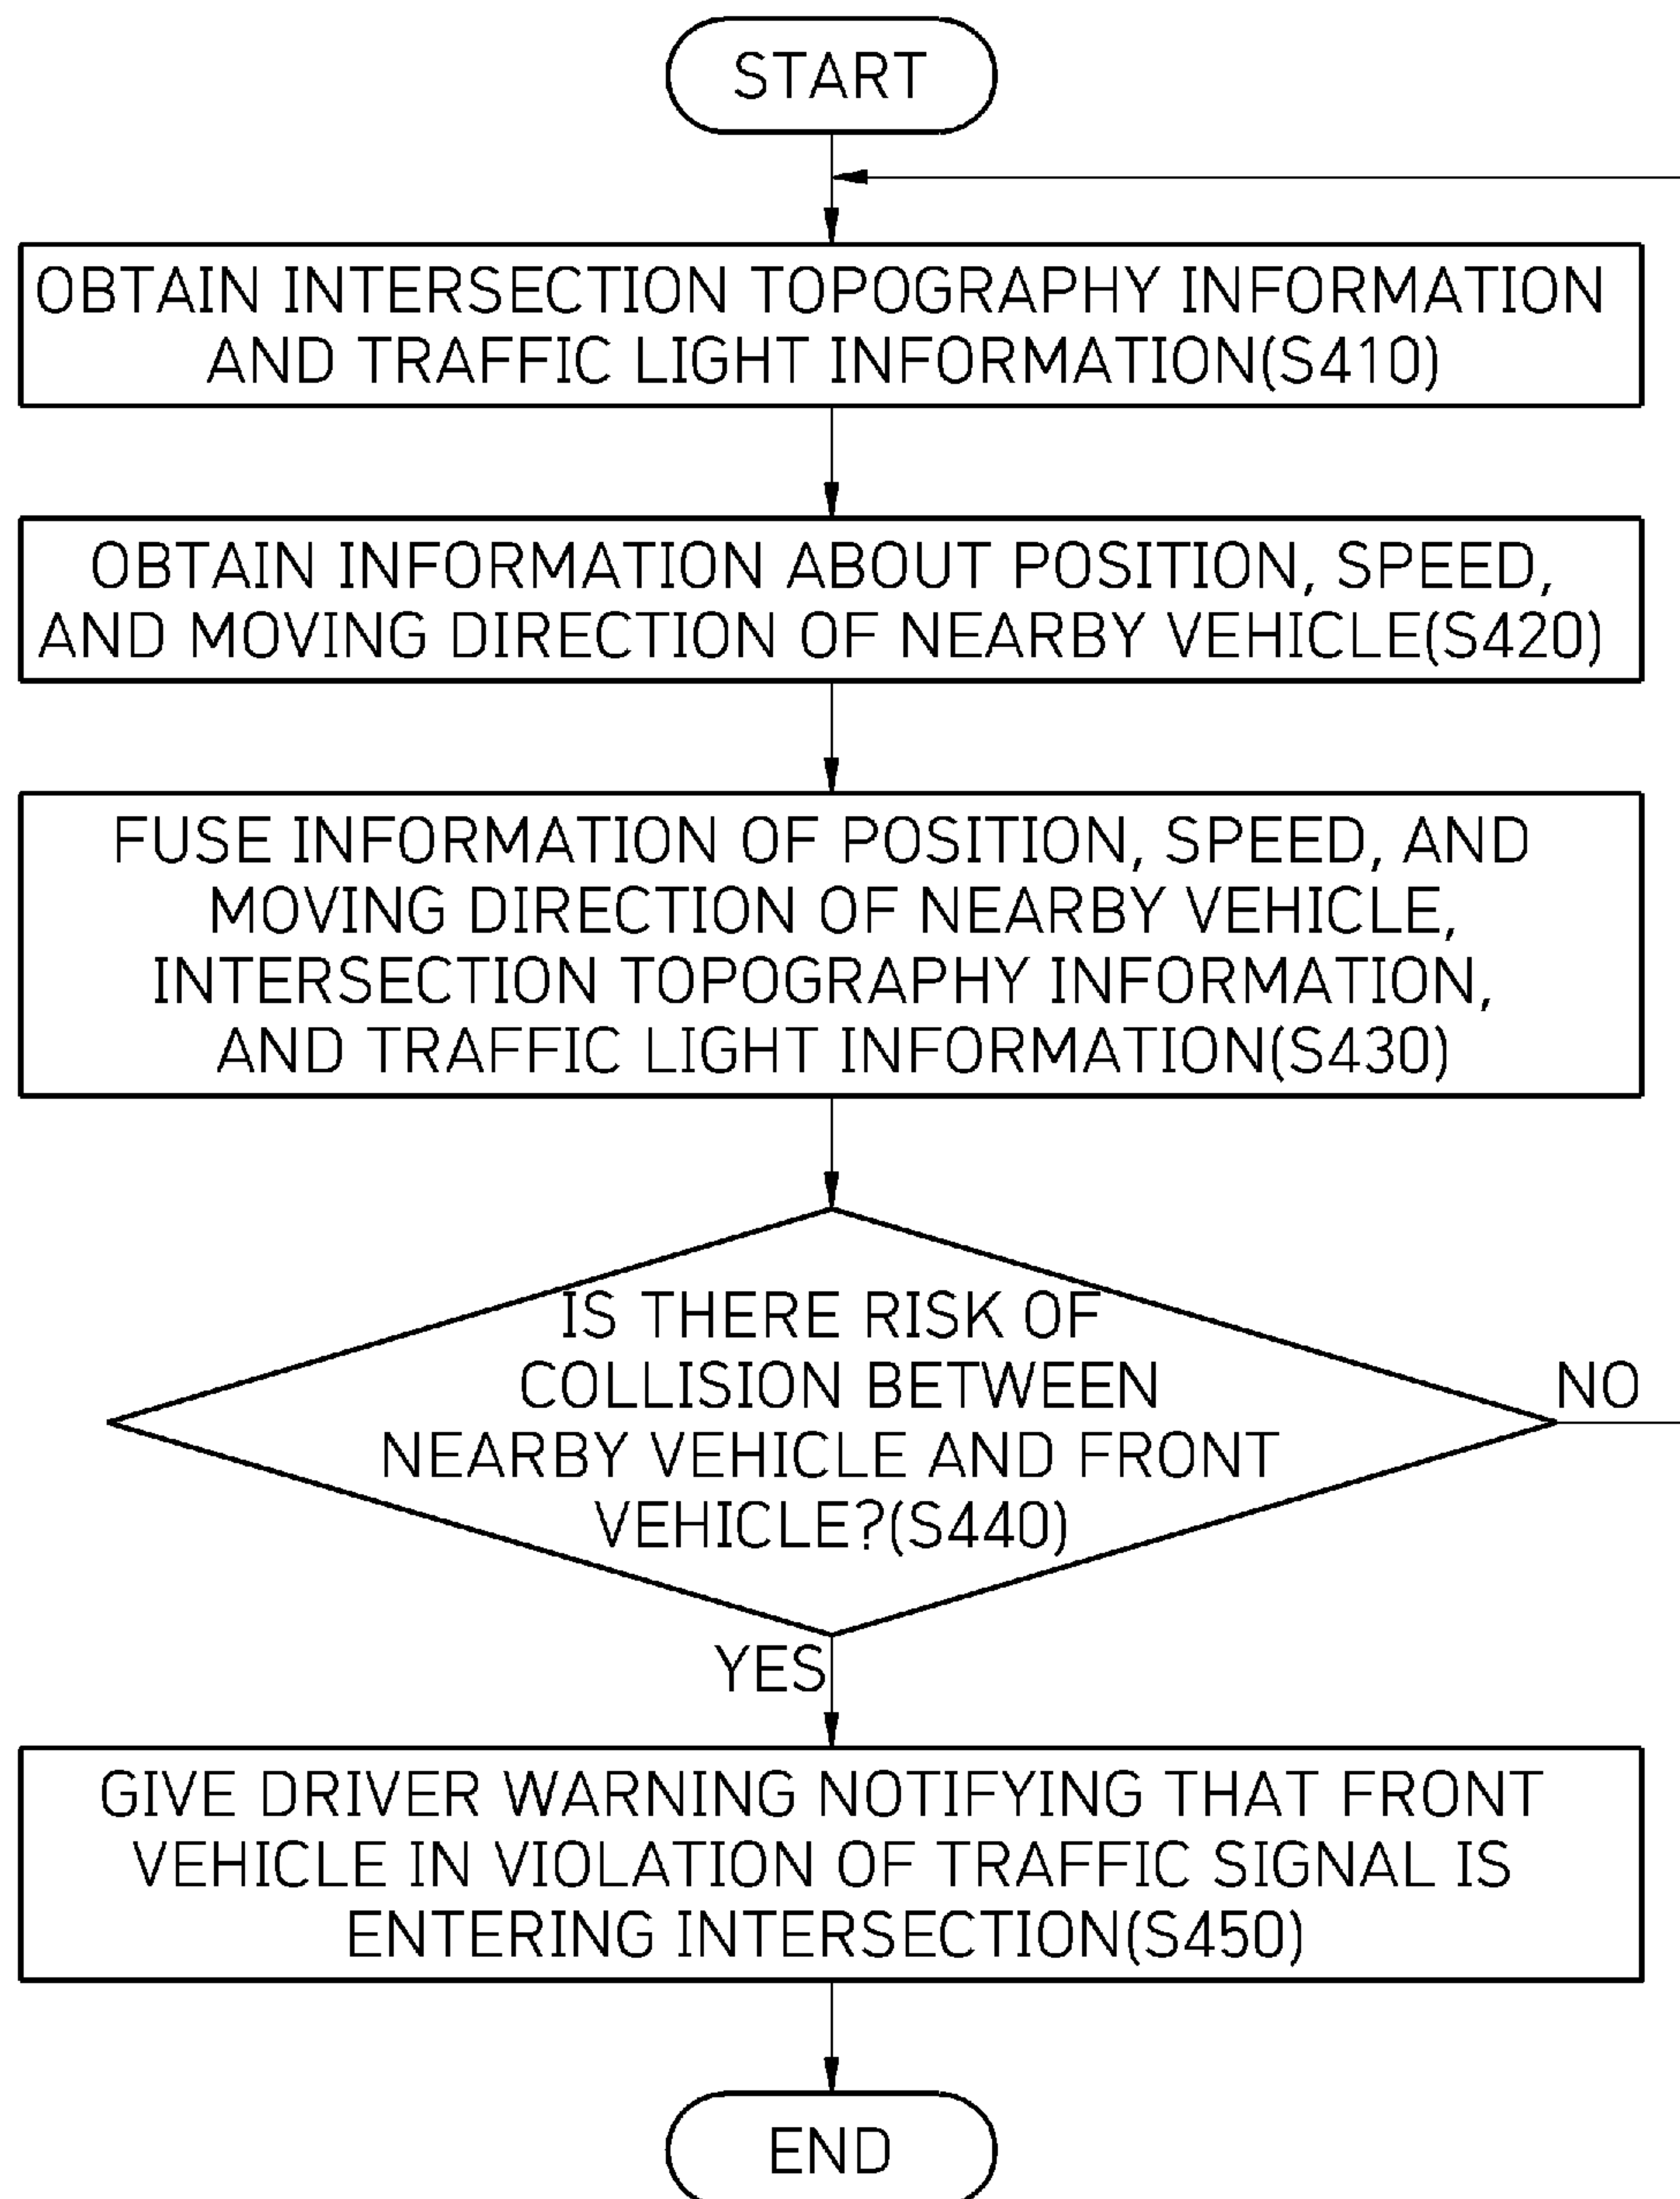 START
OBTAIN INTERSECTION TOPOGRAPHY INFORMATION
AND TRAFFIC LIGHT INFORMATION(S410)
OBTAIN INFORMATION ABOUT POSITION, SPEED,
AND MOVING DIRECTION OF NEARBY VEHICLE(S420)
FUSE INFORMATION OF POSITION, SPEED, AND
MOVING DIRECTION OF NEARBY VEHICLE,
INTERSECTION TOPOGRAPHY INFORMATION,
AND TRAFFIC LIGHT INFORMATION(S430)
IS THERE RISK OF
COLLISION BETWEEN
NEARBY VEHICLE AND FRONT
VEHICLE?(S440)
NO
YES
GIVE DRIVER WARNING NOTIFYING THAT FRONT
VEHICLE IN VIOLATION OF TRAFFIC SIGNAL IS
ENTERING INTERSECTION(S450)
END